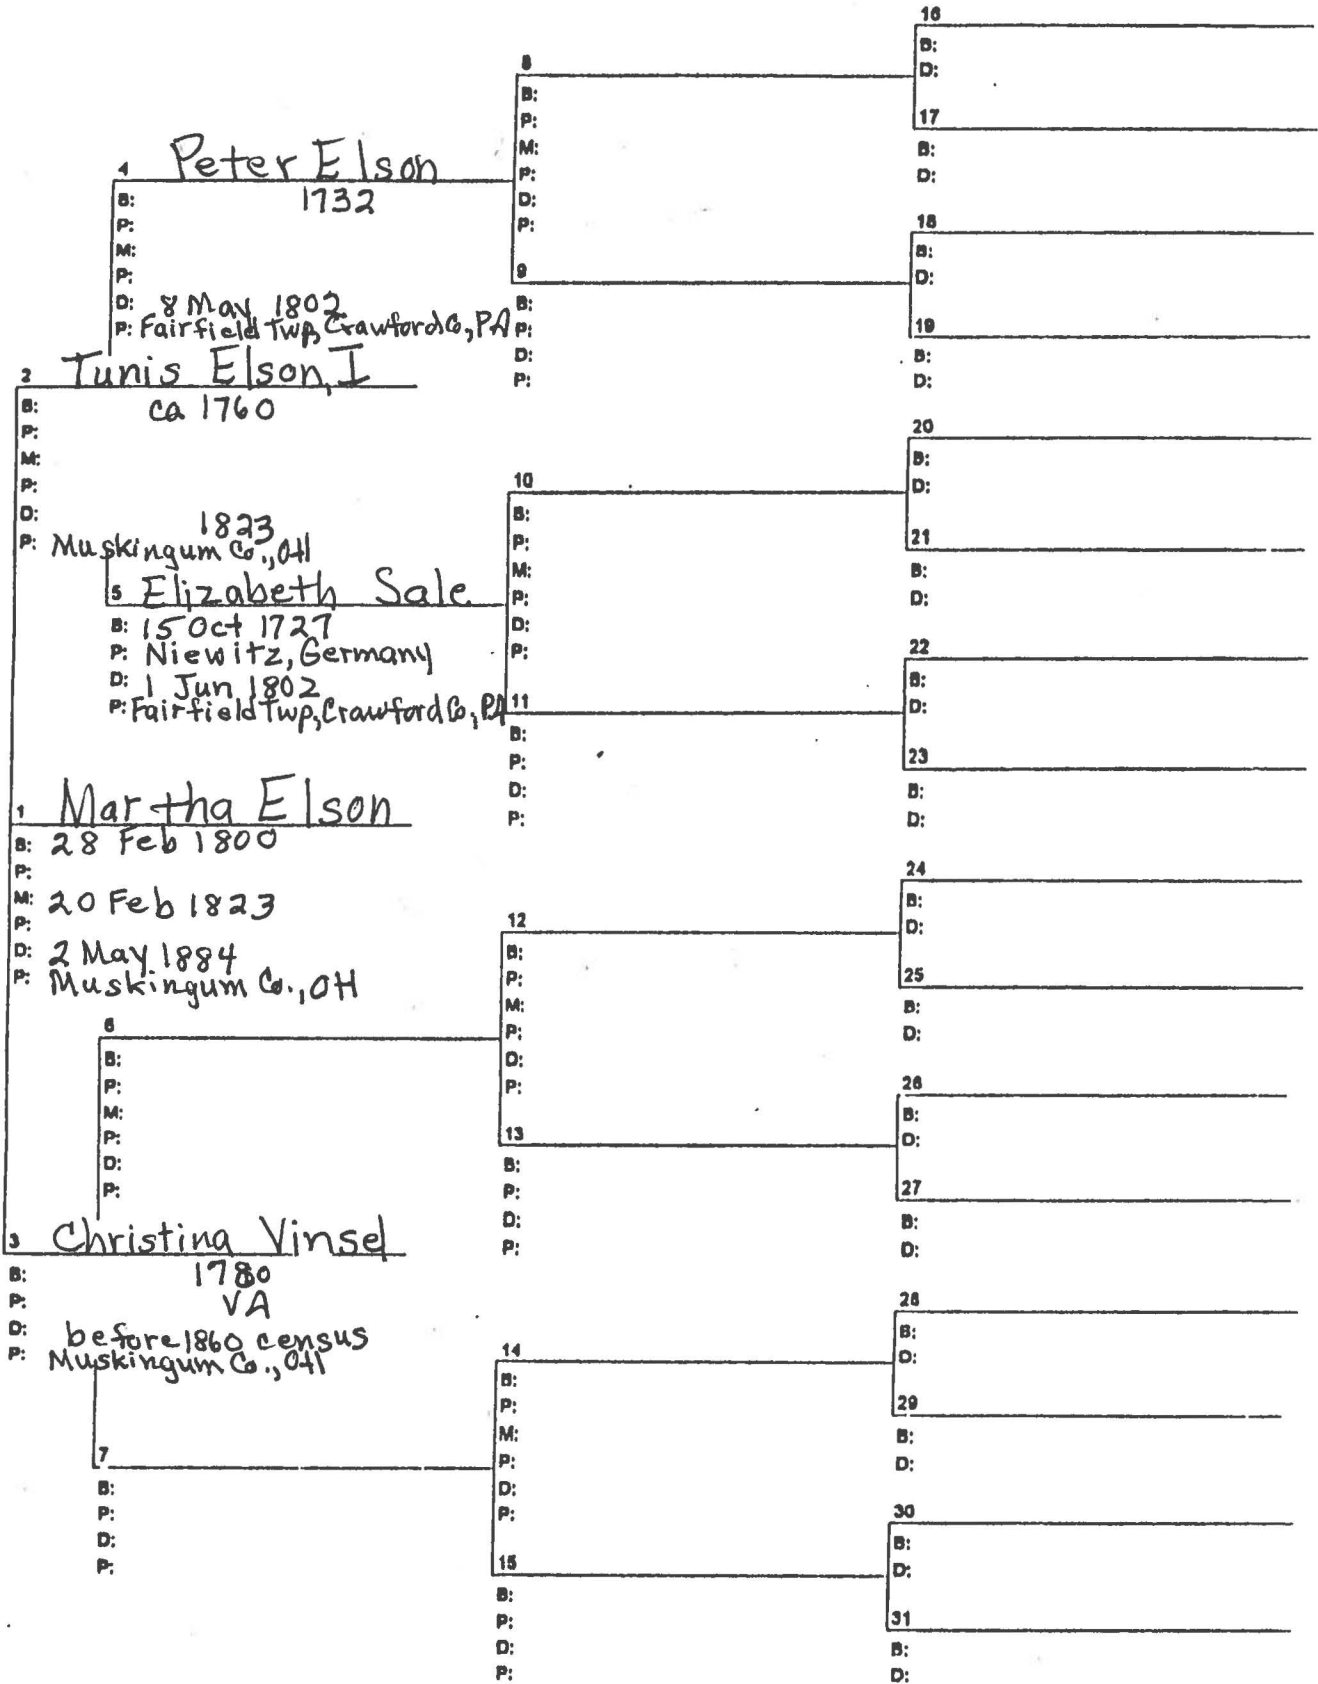 4 Peter Elson
B: 1732
P:
M:
P:
D: 8 May 1802
P: Fairfield Twp, Crawford Co, PA
2 Tunis Elson, I
B: ca 1760
P:
M:
P:
D: 1823
P: Muskingum Co., OH
5 Elizabeth Sale
B: 15 Oct 1727
P: Niewitz, Germany
D: 1 Jun 1802
P: Fairfield Twp, Crawford Co, PA
1 Martha Elson
B: 28 Feb 1800
P:
M: 20 Feb 1823
P:
D: 2 May 1884
P: Muskingum Co., OH
6
B:
P:
M:
P:
D:
P:
3 Christina Vinsel
B: 1780
P: VA
D: before 1860 census
P: Muskingum Co., OH
7
B:
P:
D:
P:
8
B:
P:
M:
P:
D:
P:
9
B:
P:
D:
P:
10
B:
P:
M:
P:
D:
P:
11
B:
P:
D:
P:
12
B:
P:
M:
P:
D:
P:
13
B:
P:
D:
P:
14
B:
P:
M:
P:
D:
P:
15
B:
P:
D:
P:
16
B:
D:
17
B:
D:
18
B:
D:
19
B:
D:
20
B:
D:
21
B:
D:
22
B:
D:
23
B:
D:
24
B:
D:
25
B:
D:
26
B:
D:
27
B:
D:
28
B:
D:
29
B:
D:
30
B:
D:
31
B:
D: